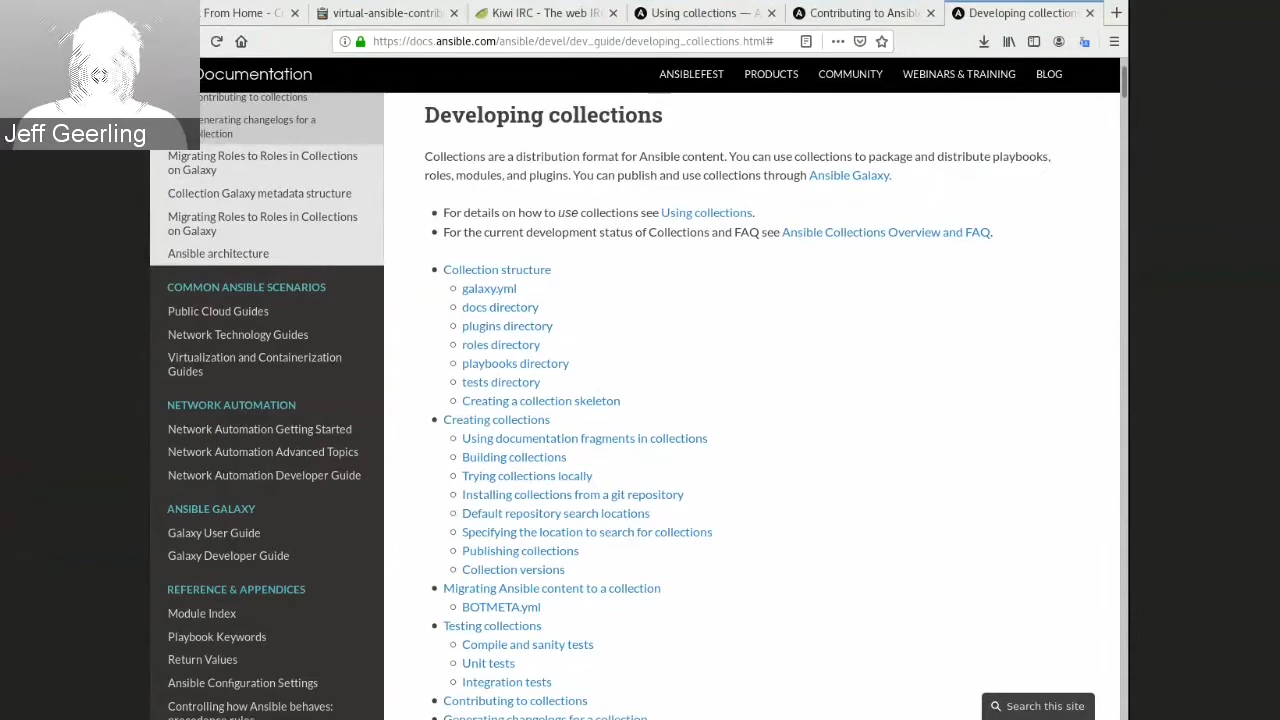 From Home - C
virtual-ansible-contrib
Kiwi IRC - The web IR
Using collections — A
Contributing to Ansible
Developing collections
https://docs.ansible.com/ansible/devel/dev_guide/developing_collections.html#
Documentation
ANSIBLEFEST
PRODUCTS
COMMUNITY
WEBINARS & TRAINING
BLOG
Jeff Geerling
ontributing to collections
enerating changelogs for a
llection
Migrating Roles to Roles in Collections
on Galaxy
Collection Galaxy metadata structure
Migrating Roles to Roles in Collections
on Galaxy
Ansible architecture
COMMON ANSIBLE SCENARIOS
Public Cloud Guides
Network Technology Guides
Virtualization and Containerization
Guides
NETWORK AUTOMATION
Network Automation Getting Started
Network Automation Advanced Topics
Network Automation Developer Guide
ANSIBLE GALAXY
Galaxy User Guide
Galaxy Developer Guide
REFERENCE & APPENDICES
Module Index
Playbook Keywords
Return Values
Ansible Configuration Settings
Controlling how Ansible behaves:
precedence rules
Developing collections
Collections are a distribution format for Ansible content. You can use collections to package and distribute playbooks,
roles, modules, and plugins. You can publish and use collections through Ansible Galaxy.
• For details on how to use collections see Using collections.
• For the current development status of Collections and FAQ see Ansible Collections Overview and FAQ.
• Collection structure
◦ galaxy.yml
◦ docs directory
◦ plugins directory
◦ roles directory
◦ playbooks directory
◦ tests directory
◦ Creating a collection skeleton
• Creating collections
◦ Using documentation fragments in collections
◦ Building collections
◦ Trying collections locally
◦ Installing collections from a git repository
◦ Default repository search locations
◦ Specifying the location to search for collections
◦ Publishing collections
◦ Collection versions
• Migrating Ansible content to a collection
◦ BOTMETA.yml
• Testing collections
◦ Compile and sanity tests
◦ Unit tests
◦ Integration tests
• Contributing to collections
• Generating changelogs for a collection
Search this site